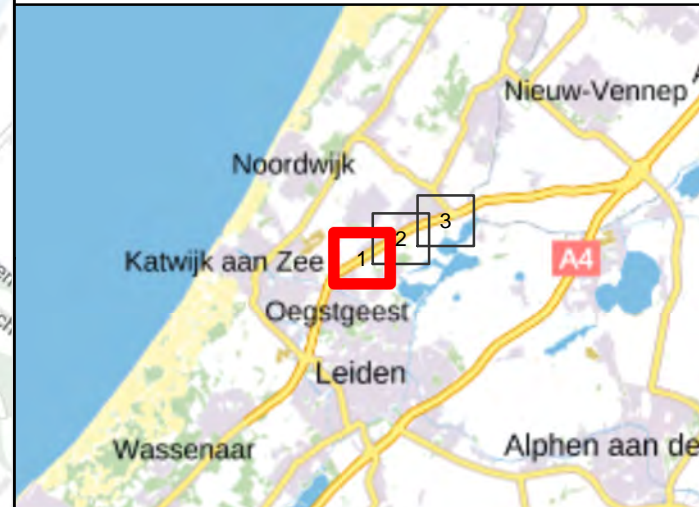 Nieuw-Vennep
Noordwijk
3
2
1
Katwijk aan Zee
A4
Oegstgeest
Leiden
Wassenaar
Alphen aan de